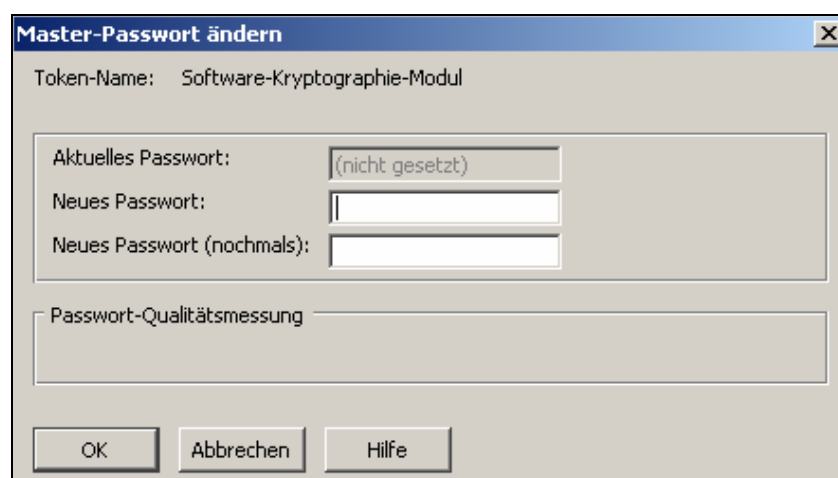 Master-Passwort ändern
Token-Name: Software-Kryptographie-Modul
Aktuelles Passwort: (nicht gesetzt)
Neues Passwort:
Neues Passwort (nochmals):
Passwort-Qualitätsmessung
OK Abbrechen Hilfe